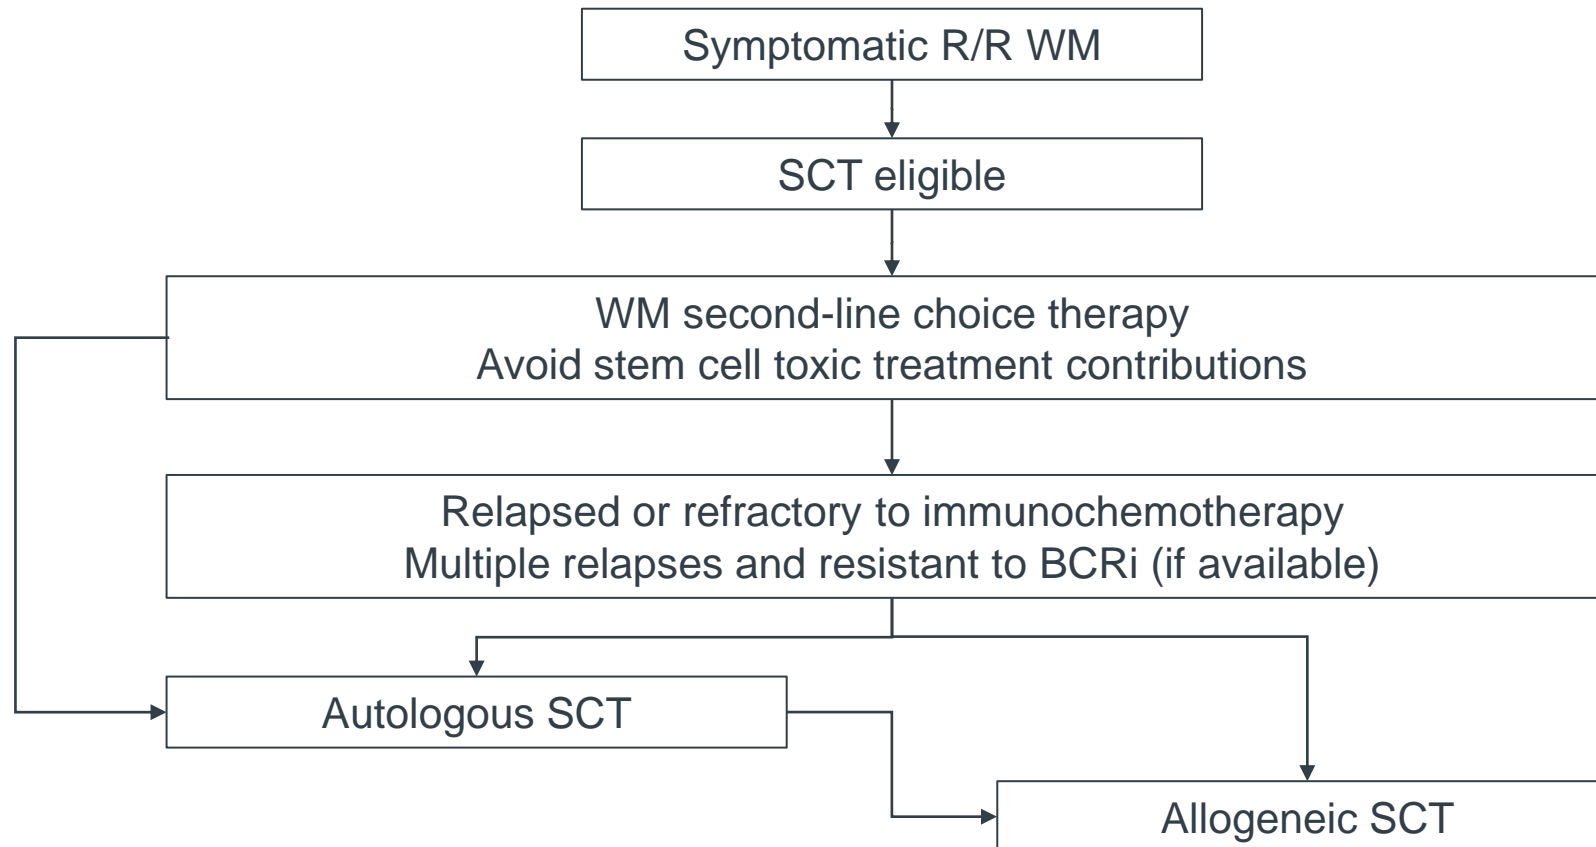 Symptomatic R/R WM
SCT eligible
WM second-line choice therapy
Avoid stem cell toxic treatment contributions
Relapsed or refractory to immunochemotherapy
Multiple relapses and resistant to BCRi (if available)
Autologous SCT
Allogeneic SCT